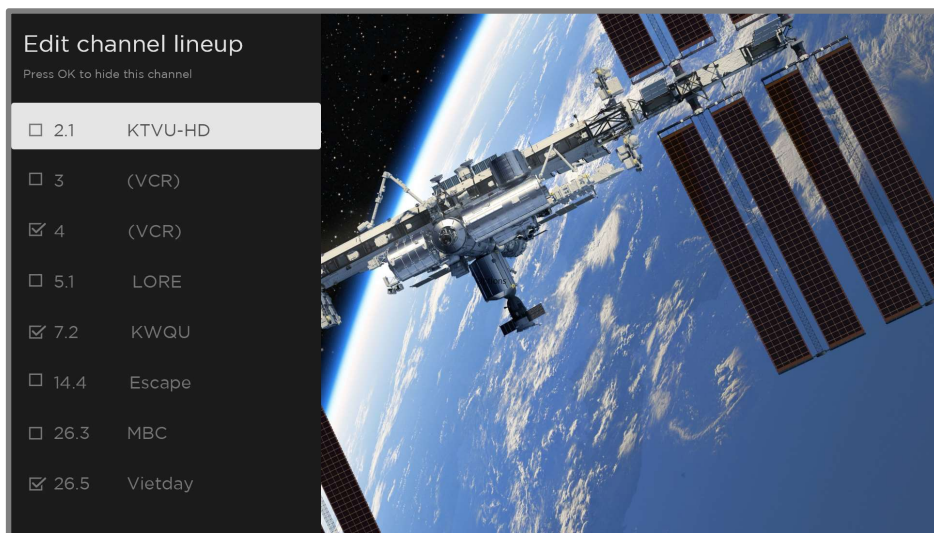 Edit channel lineup
Press OK to hide this channel
2.1 KTVU-HD
3 (VCR)
4 (VCR)
5.1 LORE
7.2 KWQU
14.4 Escape
26.3 MBC
26.5 Vietday